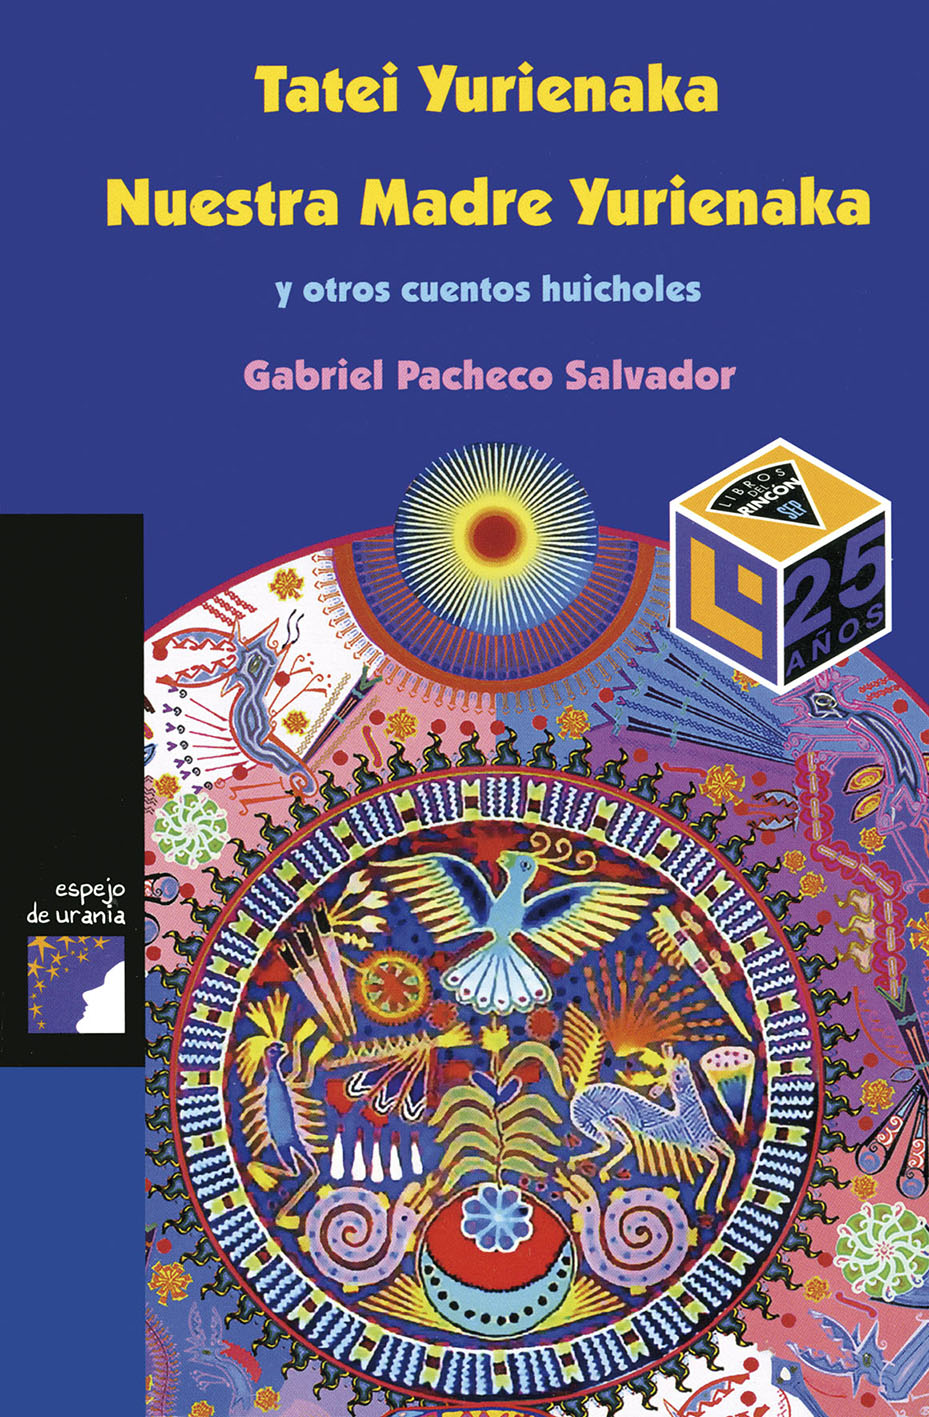 Tatei Yurienaka
Nuestra Madre Yurienaka
y otros cuentos huicholes
Gabriel Pacheco Salvador
LIBROS
DEL
RINCÓN
SEP
25
AÑOS
espejo
de urania